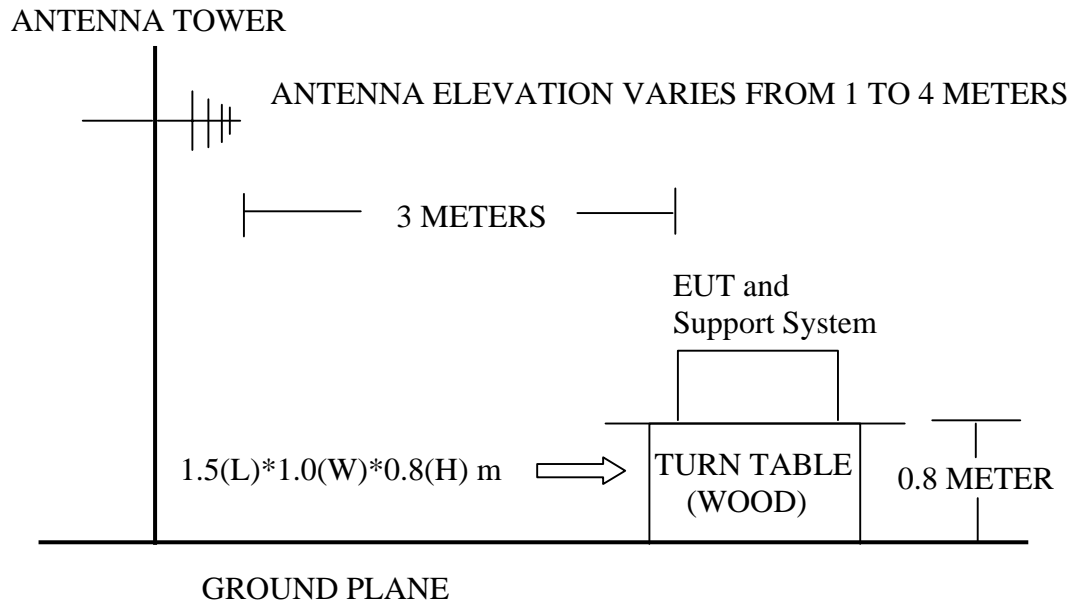 ANTENNA TOWER
ANTENNA ELEVATION VARIES FROM 1 TO 4 METERS
3 METERS
EUT and
Support System
1.5(L)*1.0(W)*0.8(H) m
TURN TABLE
(WOOD)
0.8 METER
GROUND PLANE